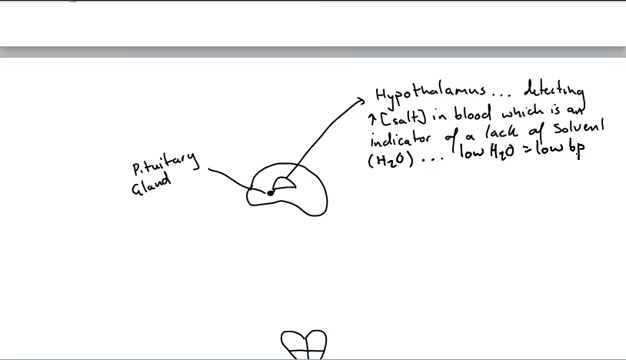 Hypothalamus... detecting
↑ [salt] in blood which is an
indicator of a lack of solvent
(H₂O) ... low H₂O = low bp
Pituitary
Gland